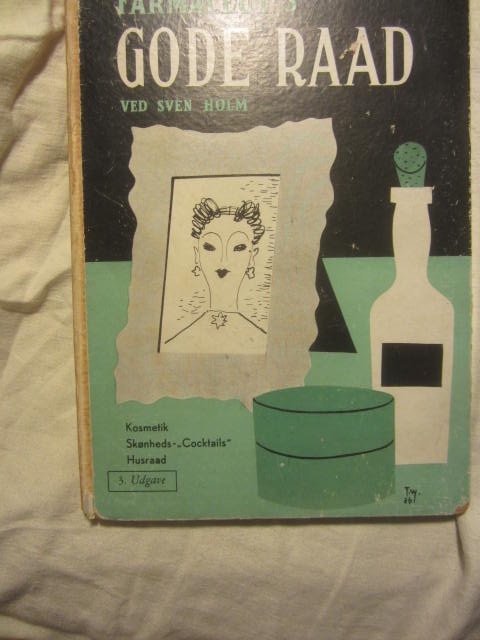 GODE RAAD
VED SVEN HOLM
Kosmetik
Skønheds-„Cocktails"
Husraad
3. Udgave
T.W.